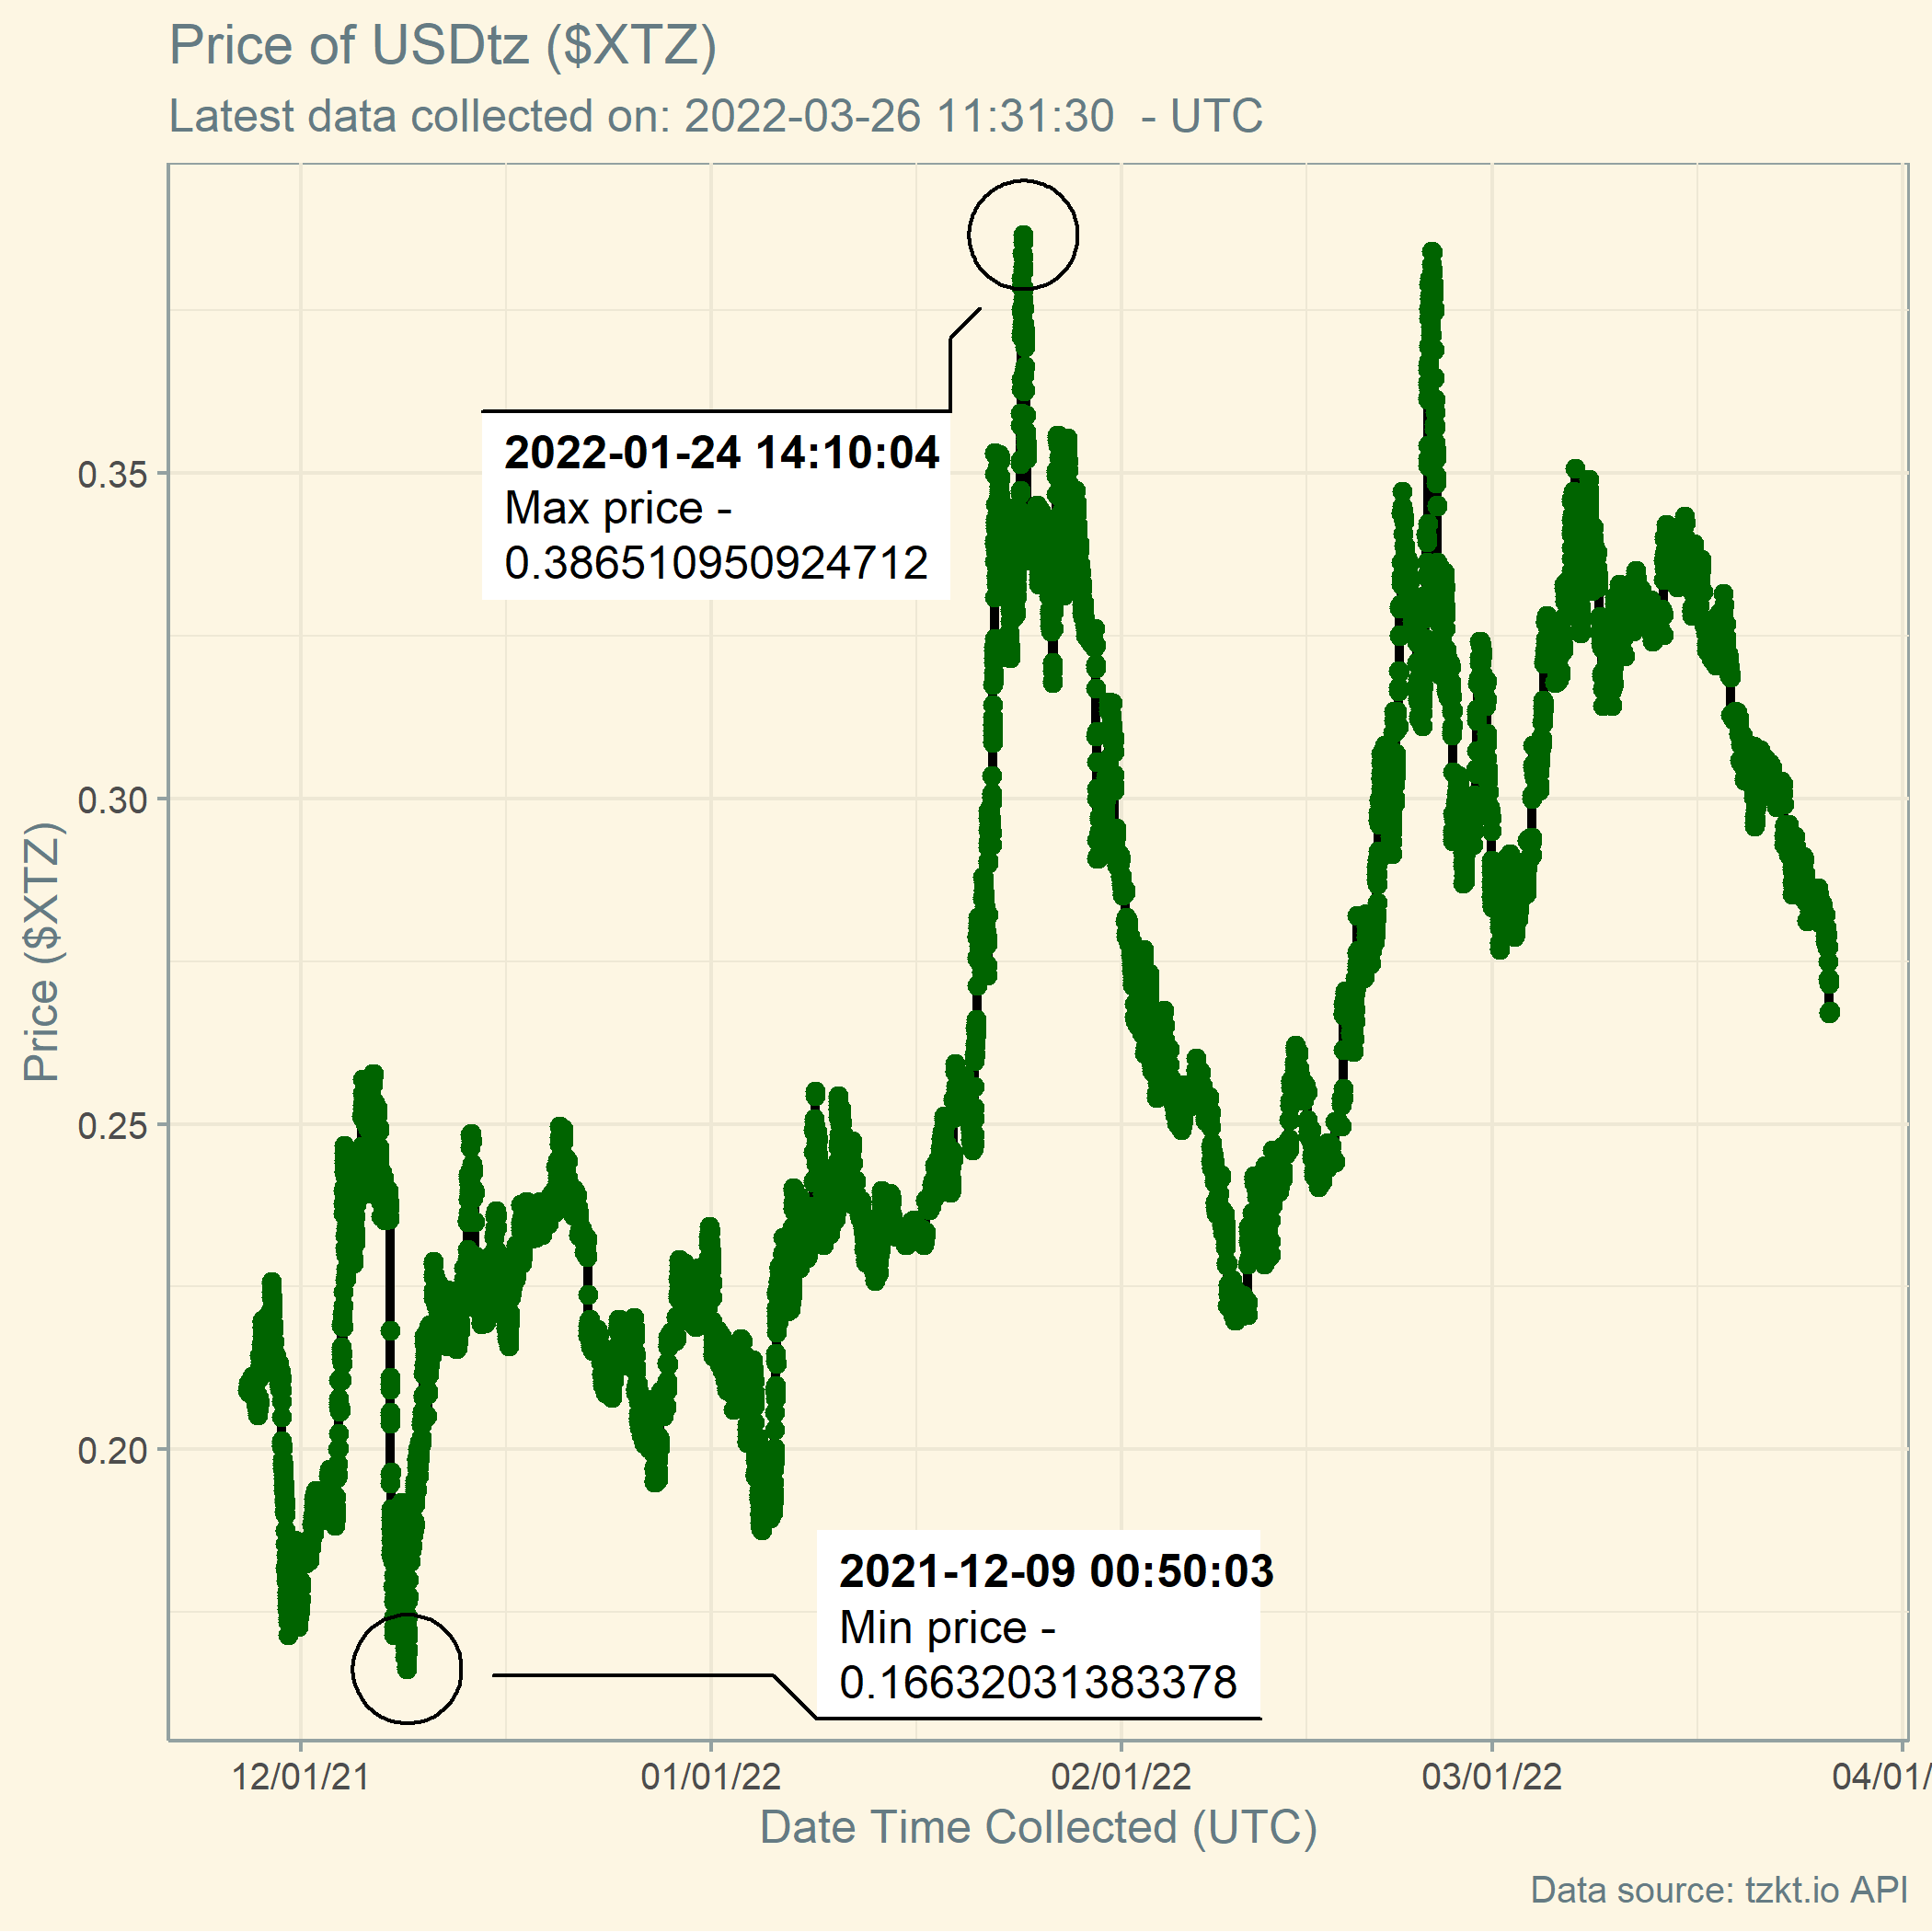 Price of USDtz ($XTZ)
Latest data collected on: 2022-03-26 11:31:30  - UTC
2022-01-24 14:10:04
Max price -
0.386510950924712
0.35
0.30
0.25
0.20
Price ($XTZ)
2021-12-09 00:50:03
Min price -
0.16632031383378
12/01/21
01/01/22
02/01/22
03/01/22
04/01/
Date Time Collected (UTC)
Data source: tzkt.io API